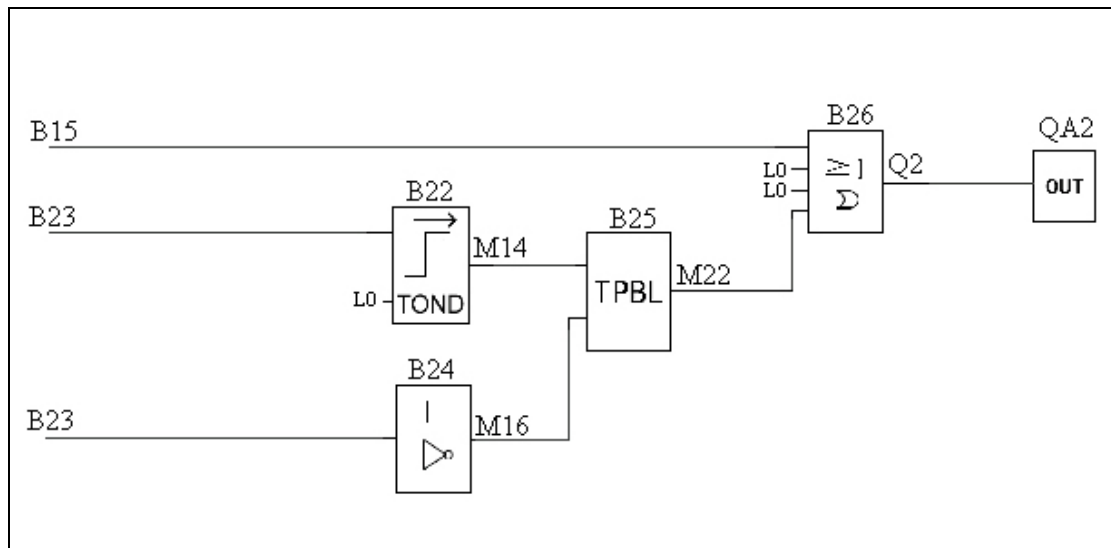 B15
B26
QA2
L0
≥1
Q2
OUT
L0
B22
B23
B25
M14
TPBL
M22
L0
TOND
B24
B23
M16